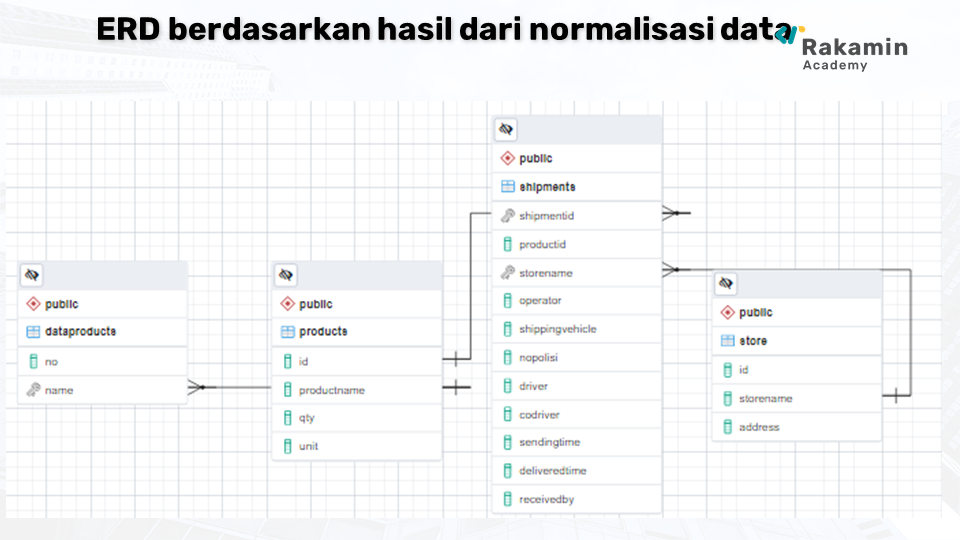 ERD berdasarkan hasil dari normalisasi data
Rakamin
Academy
public
dataproducts
no
name
public
products
id
productname
qty
unit
public
shipments
shipmentid
productid
storename
operator
shippingvehicle
nopolisi
driver
codriver
sendingtime
deliveredtime
receivedby
public
store
id
storename
address